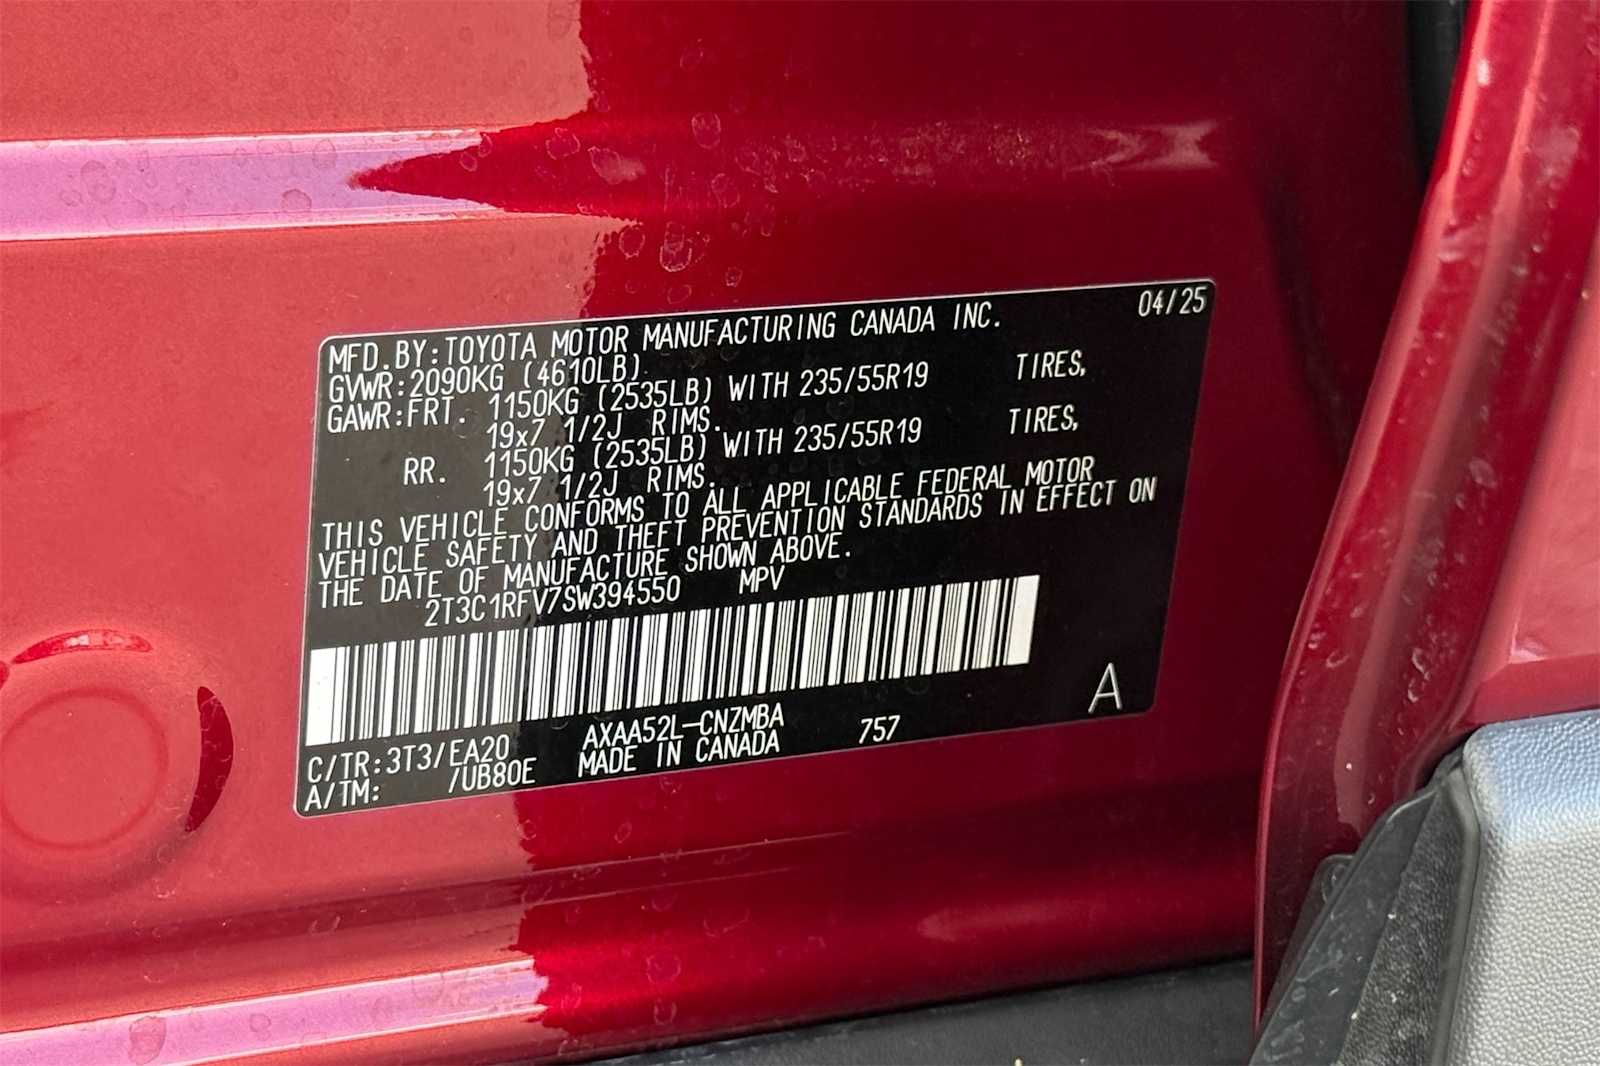 04/25
MFD.BY:TOYOTA MOTOR MANUFACTURING CANADA INC.
GVWR:2090KG (4610LB)
GAWR:FRT. 1150KG (2535LB) WITH 235/55R19 TIRES,
19x7 1/2J RIMS.
RR. 1150KG (2535LB) WITH 235/55R19 TIRES,
19x7 1/2J RIMS.
THIS VEHICLE CONFORMS TO ALL APPLICABLE FEDERAL MOTOR
VEHICLE SAFETY AND THEFT PREVENTION STANDARDS IN EFFECT ON
THE DATE OF MANUFACTURE SHOWN ABOVE.
2T3C1RFV7SW394550 MPV
A
C/TR:3T3/EA20 AXAA52L-CNZMBA 757
A/TM: /UB80E MADE IN CANADA